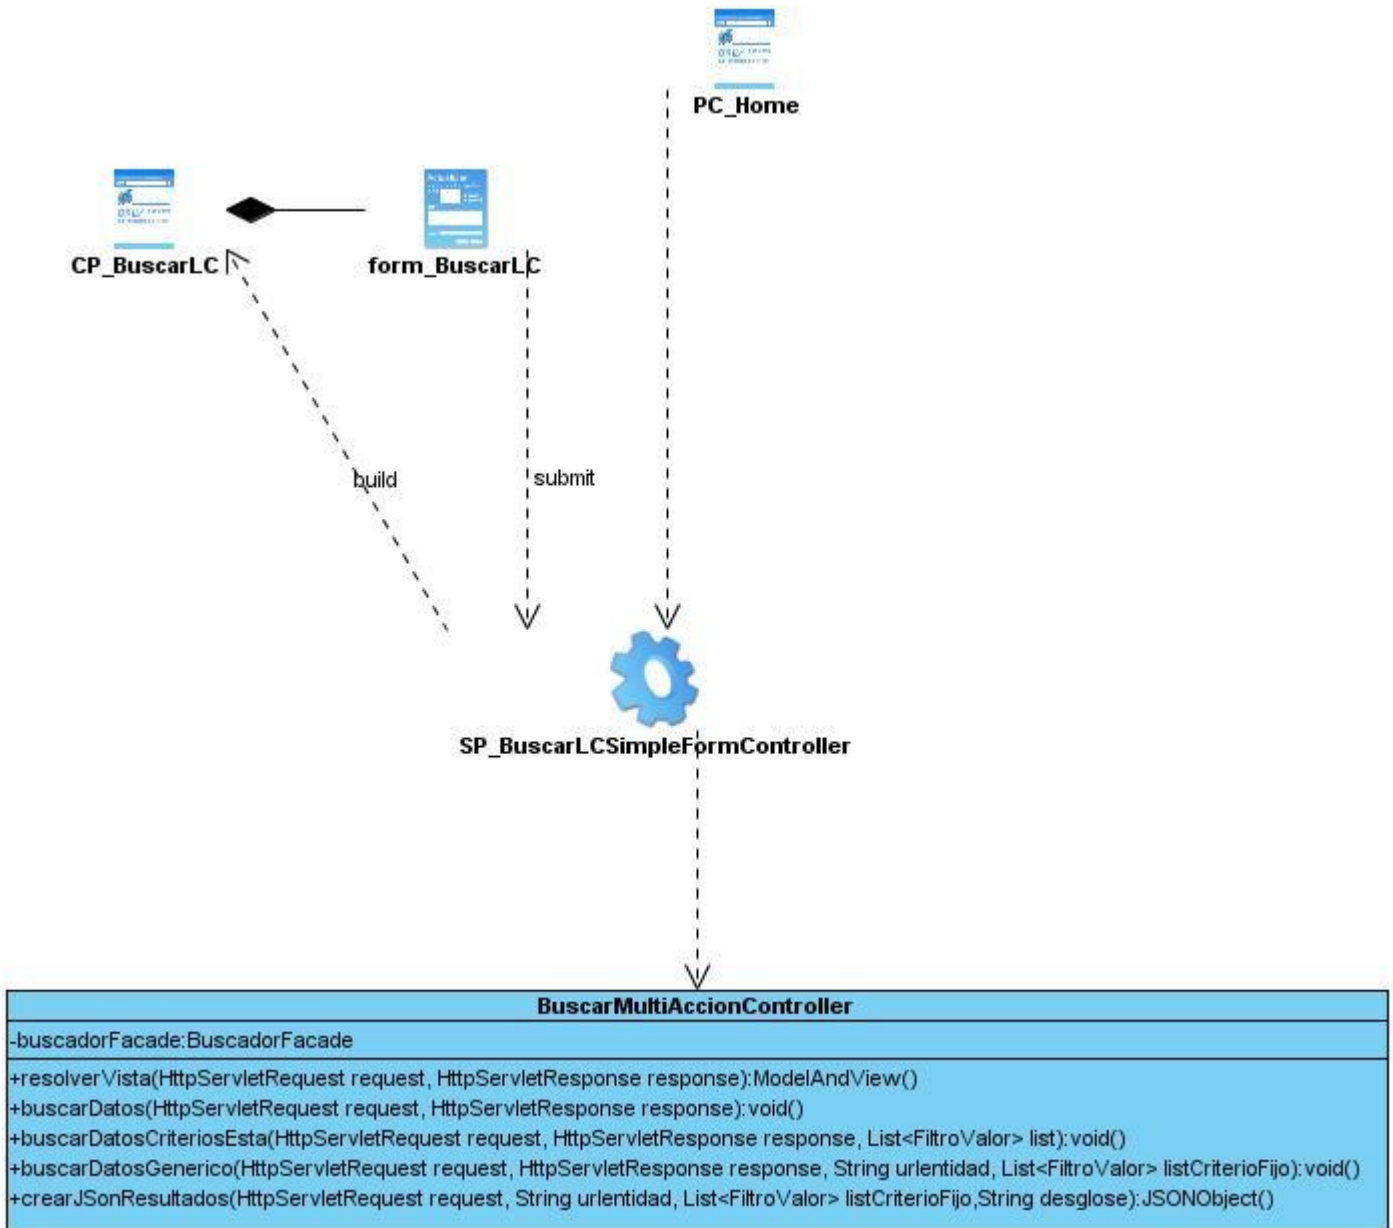 PC_Home
CP_BuscarLC
form_BuscarLC
build
submit
SP_BuscarLCSimpleFormController
BuscarMultiAccionController
-buscadorFacade:BuscadorFacade
+resolverVista(HttpServletRequest request, HttpServletResponse response):ModelAndView()
+buscarDatos(HttpServletRequest request, HttpServletResponse response):void()
+buscarDatosCriteriosEsta(HttpServletRequest request, HttpServletResponse response, List<FiltroValor> list):void()
+buscarDatosGenerico(HttpServletRequest request, HttpServletResponse response, String urlentidad, List<FiltroValor> listCriterioFijo):void()
+crearJSonResultados(HttpServletRequest request, String urlentidad, List<FiltroValor> listCriterioFijo,String desglose):JSONObject()